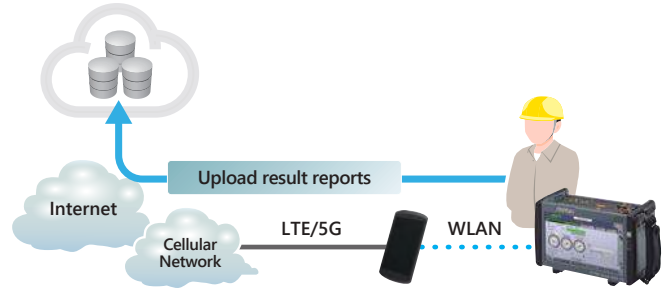 Upload result reports
Internet
LTE/5G
WLAN
Cellular
Network